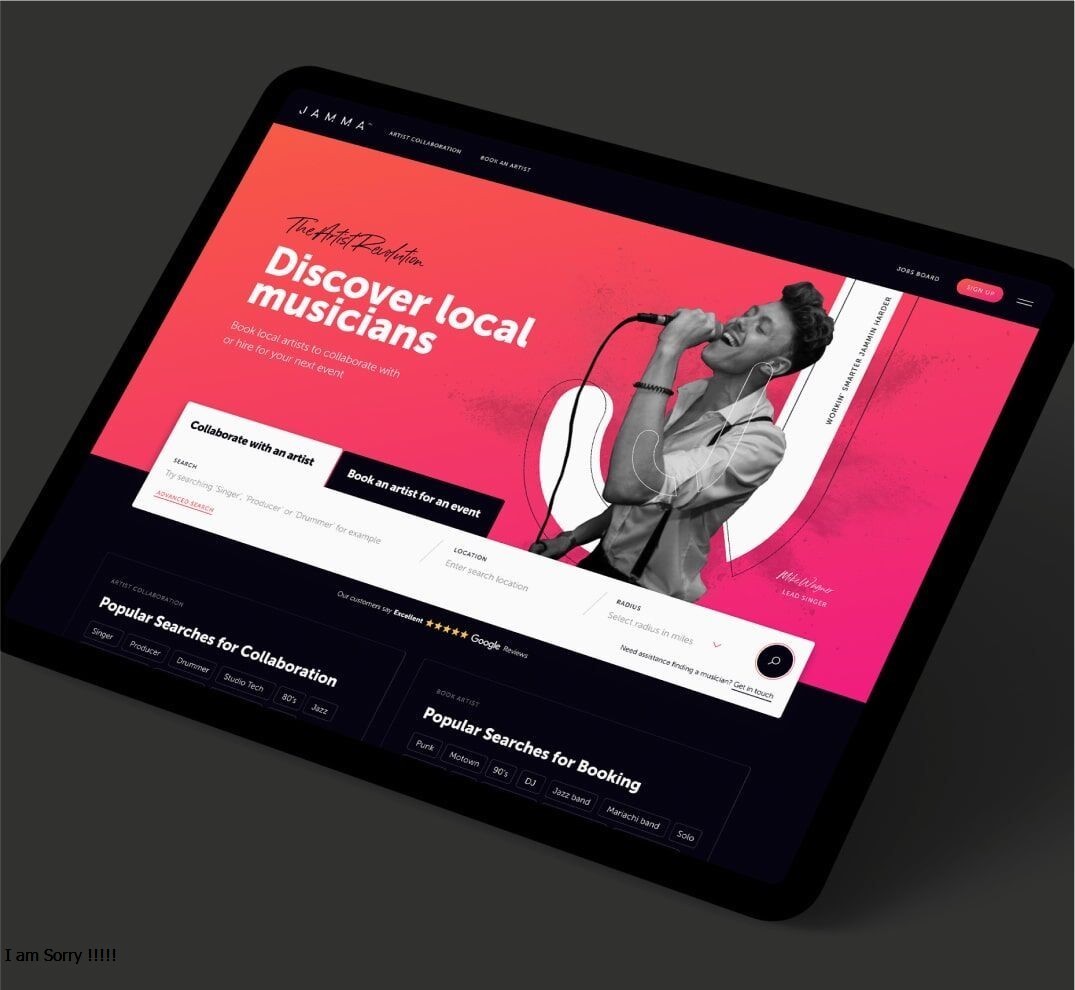 JAMMA™
ARTIST COLLABORATION
BOOK AN ARTIST
JOBS BOARD
SIGN UP
The Artist Revolution
Discover local
musicians
Book local artists to collaborate with
or hire for your next event
WORKIN' SMARTER JAMMIN HARDER
Collaborate with an artist
Book an artist for an event
SEARCH
Try searching 'Singer', 'Producer' or 'Drummer' for example
ADVANCED SEARCH
LOCATION
Enter search location
RADIUS
Select radius in miles
Need assistance finding a musician? Get in touch
Mike Wagner
LEAD SINGER
Our customers say Excellent ★★★★★ Google Reviews
ARTIST COLLABORATION
Popular Searches for Collaboration
Singer Producer Drummer Studio Tech 80's Jazz
BOOK ARTIST
Popular Searches for Booking
Punk Motown 90's DJ Jazz band Mariachi band Solo
I am Sorry !!!!!